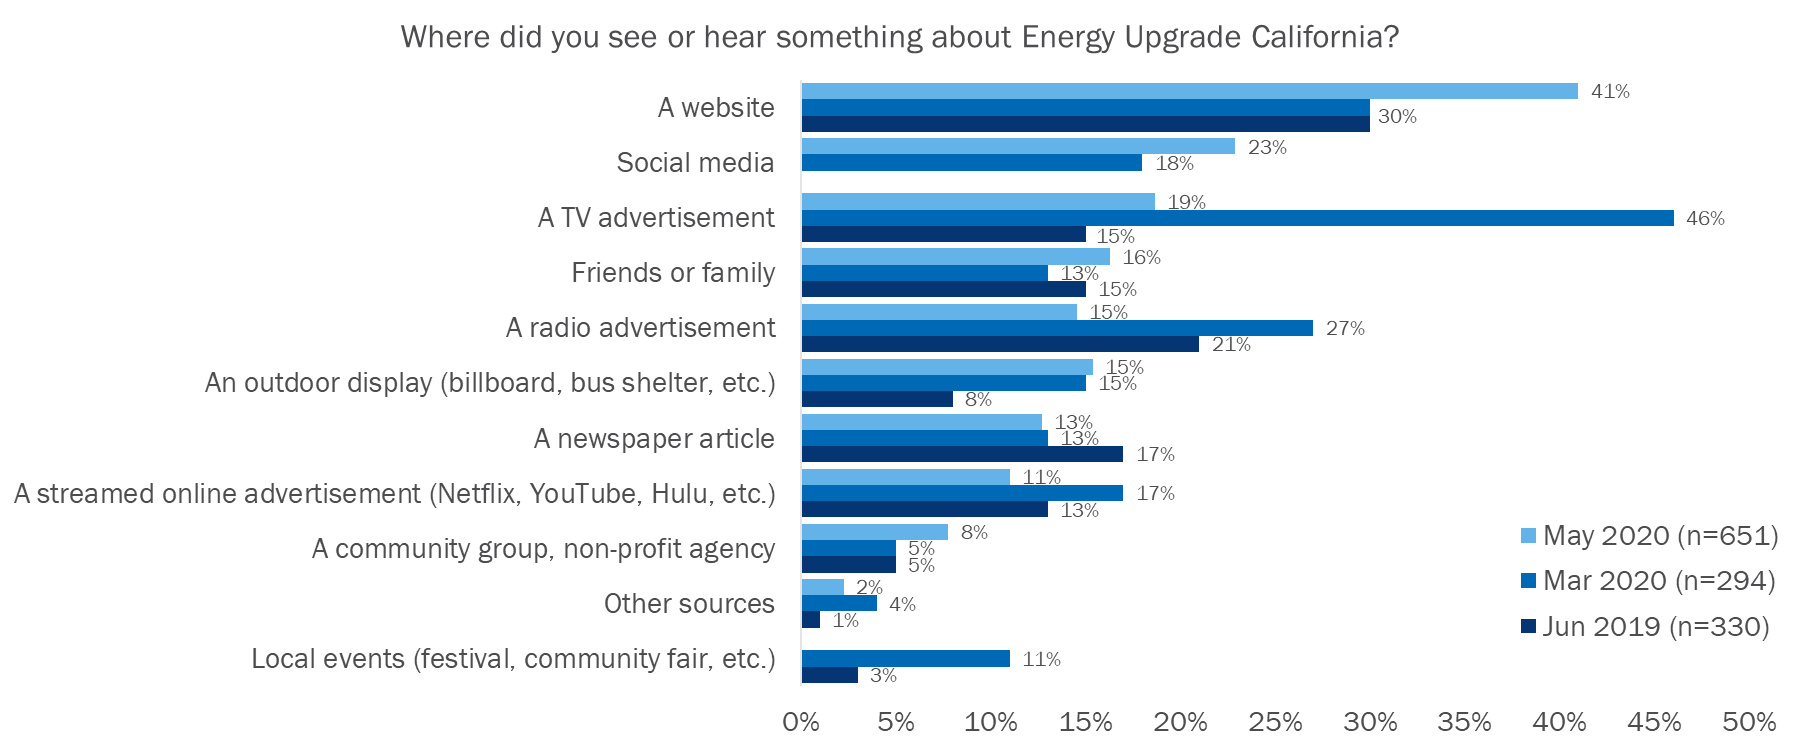 Where did you see or hear something about Energy Upgrade California?
A website
41%
30%
Social media
23%
18%
A TV advertisement
19%
46%
15%
Friends or family
16%
13%
15%
A radio advertisement
15%
27%
21%
An outdoor display (billboard, bus shelter, etc.)
15%
15%
8%
A newspaper article
13%
13%
17%
A streamed online advertisement (Netflix, YouTube, Hulu, etc.)
11%
17%
13%
A community group, non-profit agency
8%
5%
5%
Other sources
2%
4%
1%
Local events (festival, community fair, etc.)
11%
3%
May 2020 (n=651)
Mar 2020 (n=294)
Jun 2019 (n=330)
0% 5% 10% 15% 20% 25% 30% 35% 40% 45% 50%